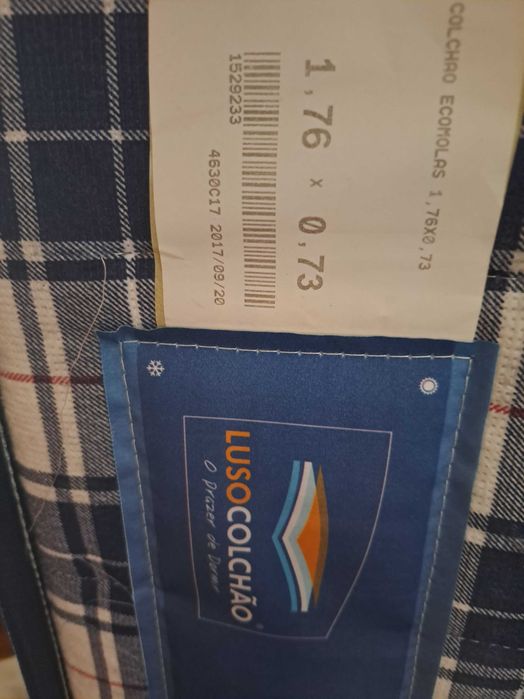 COLCHAO ECOMOLAS 1,76X0,73
1,76 x 0,73
1529233
4630C17 2017/09/20
LUSOCOLCHÃO®
O prazer de Dormir